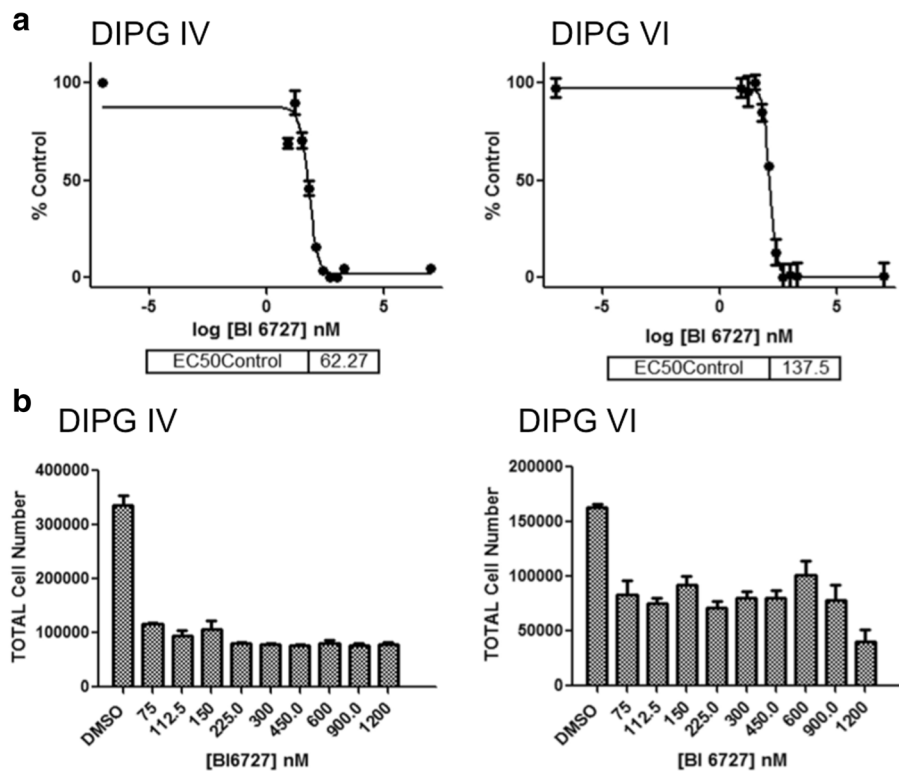 a
DIPG IV
DIPG VI
% Control
100
50
0
-5
0
5
log [BI 6727] nM
EC50Control 62.27
% Control
100
50
0
-5
0
5
log [BI 6727] nM
EC50Control 137.5
b
DIPG IV
DIPG VI
TOTAL Cell Number
400000
300000
200000
100000
0
DMSO
75
112.5
150
225.0
300
450.0
600
900.0
1200
[BI6727] nM
TOTAL Cell Number
200000
150000
100000
50000
0
DMSO
75
112.5
150
225.0
300
450.0
600
900.0
1200
[BI 6727] nM